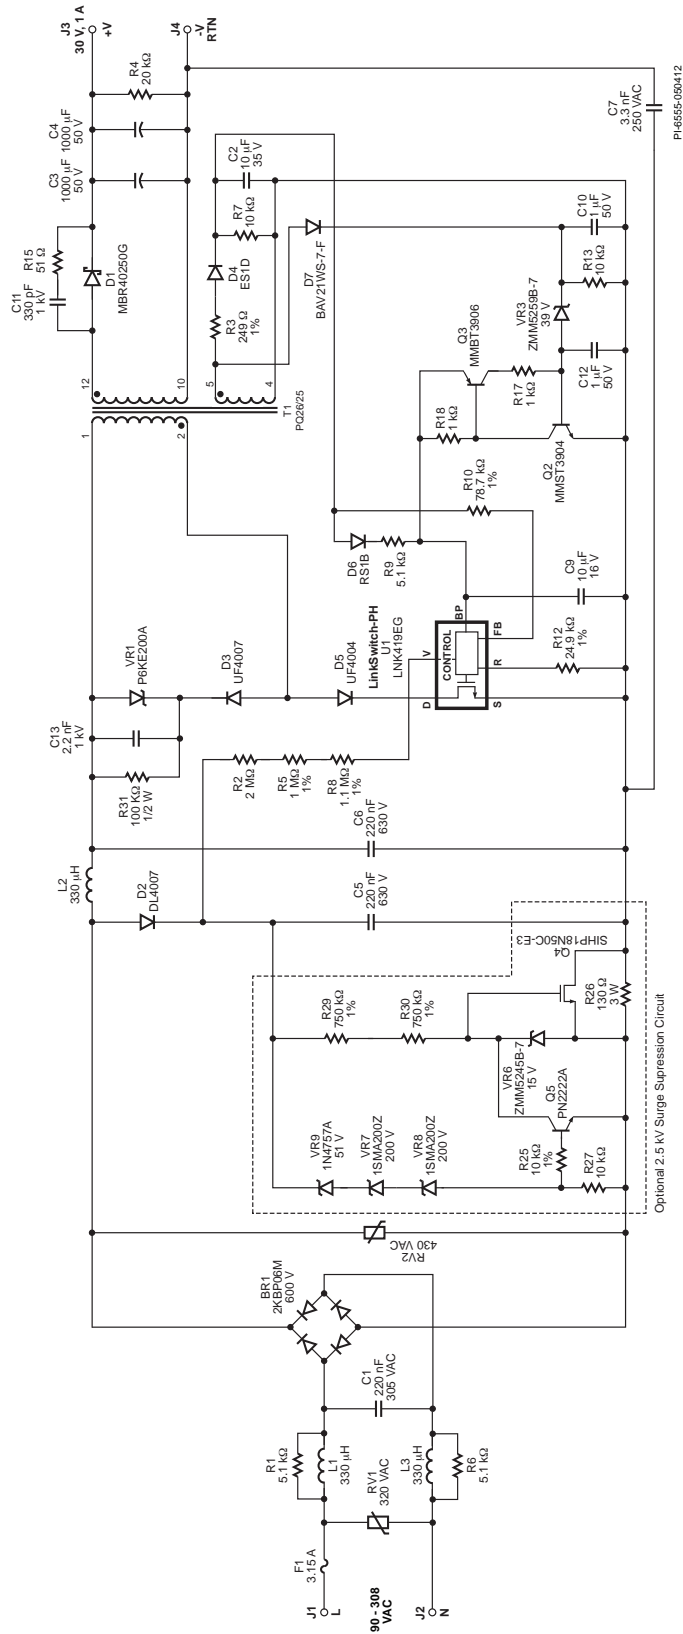 J1
L
90 - 308
VAC
J2
N
F1
3.15 A
RV1
320 VAC
R1
5.1 kΩ
L1
330 µH
L3
330 µH
R6
5.1 kΩ
C1
220 nF
305 VAC
BR1
2KBP06M
600 V
RV2
430 VAC
VR9
1N4757A
51 V
VR7
1SMA200Z
200 V
VR8
1SMA200Z
200 V
R25
10 kΩ
1%
R27
10 kΩ
R29
750 kΩ
1%
R30
750 kΩ
1%
VR6
ZMM5245B-7
15 V
Q5
PN2222A
Q4
SIHP18N50C-E3
R26
130 Ω
3 W
Optional 2.5 kV Surge Supression Circuit
L2
330 µH
D2
DL4007
C5
220 nF
630 V
C6
220 nF
630 V
R2
2 MΩ
R5
1 MΩ
1%
R8
1.1 MΩ
1%
R31
100 KΩ
1/2 W
C13
2.2 nF
1 kV
VR1
P6KE200A
D3
UF4007
D5
UF4004
LinkSwitch-PH
U1
LNK419EG
D
S
V
CONTROL
BP
R
FB
R12
24.9 kΩ
1%
C9
10 µF
16 V
D6
RS1B
R9
5.1 kΩ
R10
78.7 kΩ
1%
R18
1 kΩ
Q3
MMBT3906
R17
1 kΩ
Q2
MMST3904
C12
1 µF
50 V
VR3
ZMM5259B-7
39 V
R13
10 kΩ
C10
1 µF
50 V
D7
BAV21WS-7-F
1
2
12
10
5
4
T1
PQ26/25
R3
249 Ω
1%
D4
ES1D
R7
10 kΩ
C2
10 µF
35 V
C11
330 pF
1 kV
R15
51 Ω
D1
MBR40250G
C3
1000 µF
50 V
C4
1000 µF
50 V
R4
20 kΩ
J3
30 V, 1 A
+V
J4
-V
RTN
C7
3.3 nF
250 VAC
PI-6555-050412